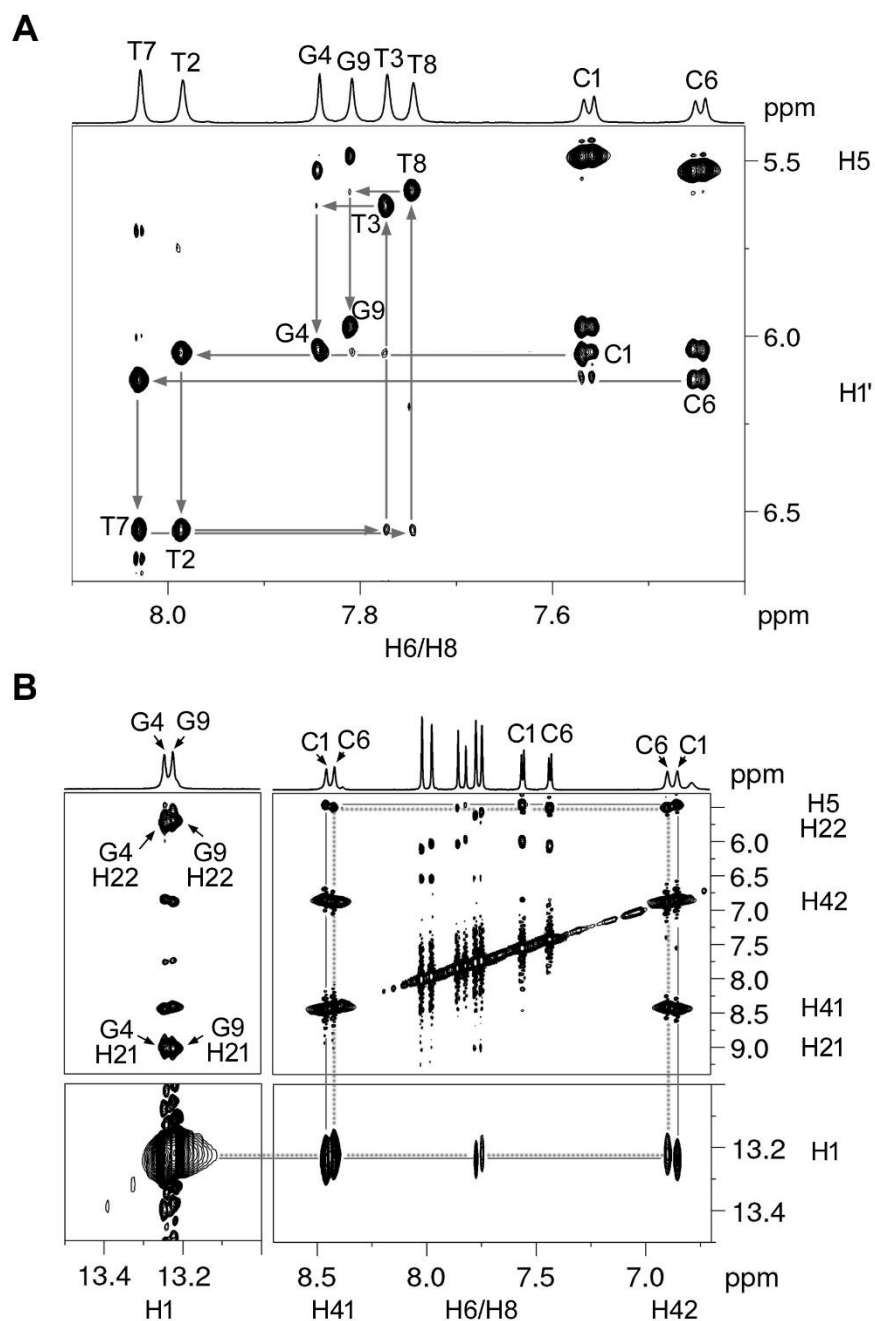 A
T7 T2 G4 G9 T3 T8 C1 C6
ppm
5.5 H5
T8
T3
G9
G4
6.0
C1
H1'
C6
6.5
T7
T2
8.0 7.8 7.6 ppm
H6/H8
B
G4 G9
C1 C6 C1 C6 C6 C1
ppm
H5
H22
6.0
G4 H22
G9 H22
6.5
7.0 H42
7.5
8.0
8.5 H41
G4 H21
G9 H21
9.0 H21
13.2 H1
13.4
13.4 13.2 8.5 8.0 7.5 7.0 ppm
H1 H41 H6/H8 H42